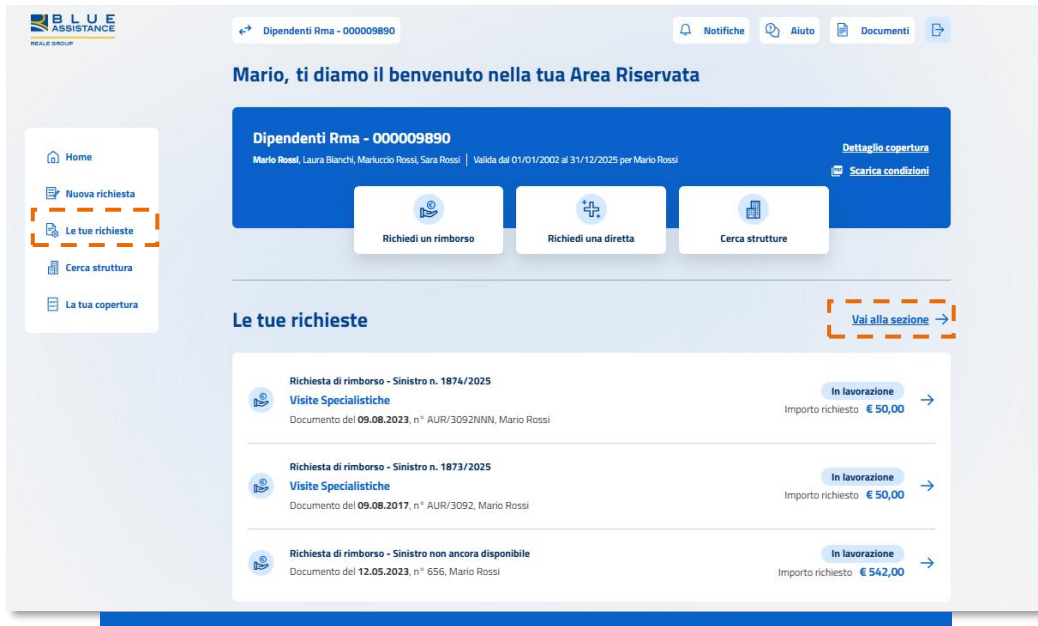 BLUE
ASSISTANCE
REALE GROUP
Dipendenti Rma - 000009890
Notifiche
Aiuto
Documenti
Mario, ti diamo il benvenuto nella tua Area Riservata
Home
Nuova richiesta
Le tue richieste
Cerca struttura
La tua copertura
Dipendenti Rma - 000009890
Mario Rossi, Laura Bianchi, Mariuccio Rossi, Sara Rossi | Valida dal 01/01/2002 al 31/12/2025 per Mario Rossi
Dettaglio copertura
Scarica condizioni
Richiedi un rimborso
Richiedi una diretta
Cerca strutture
Le tue richieste
Vai alla sezione
Richiesta di rimborso - Sinistro n. 1874/2025
Visite Specialistiche
Documento del 09.08.2023, n° AUR/3092NNN, Mario Rossi
In lavorazione
Importo richiesto € 50,00
Richiesta di rimborso - Sinistro n. 1873/2025
Visite Specialistiche
Documento del 09.08.2017, n° AUR/3092, Mario Rossi
In lavorazione
Importo richiesto € 50,00
Richiesta di rimborso - Sinistro non ancora disponibile
Documento del 12.05.2023, n° 656, Mario Rossi
In lavorazione
Importo richiesto € 542,00